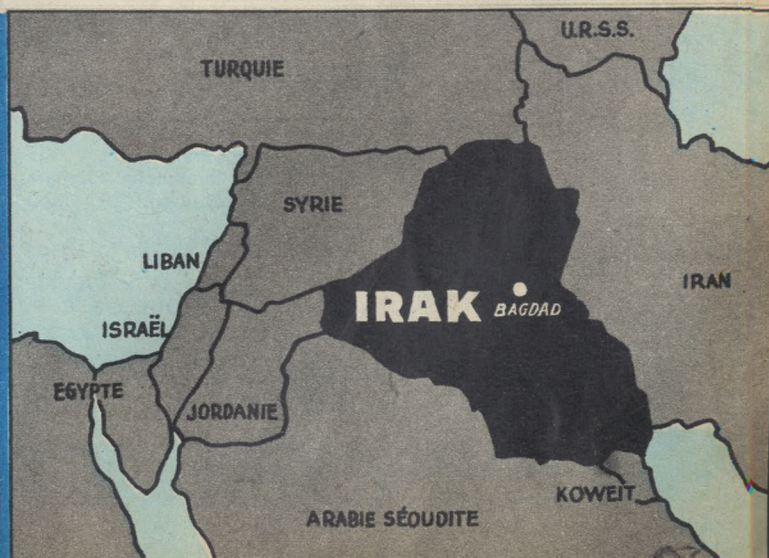 U.R.S.S.
TURQUIE
SYRIE
LIBAN
IRAN
IRAK
BAGDAD
ISRAËL
EGYPTE
JORDANIE
KOWEIT
ARABIE SÉOUDITE